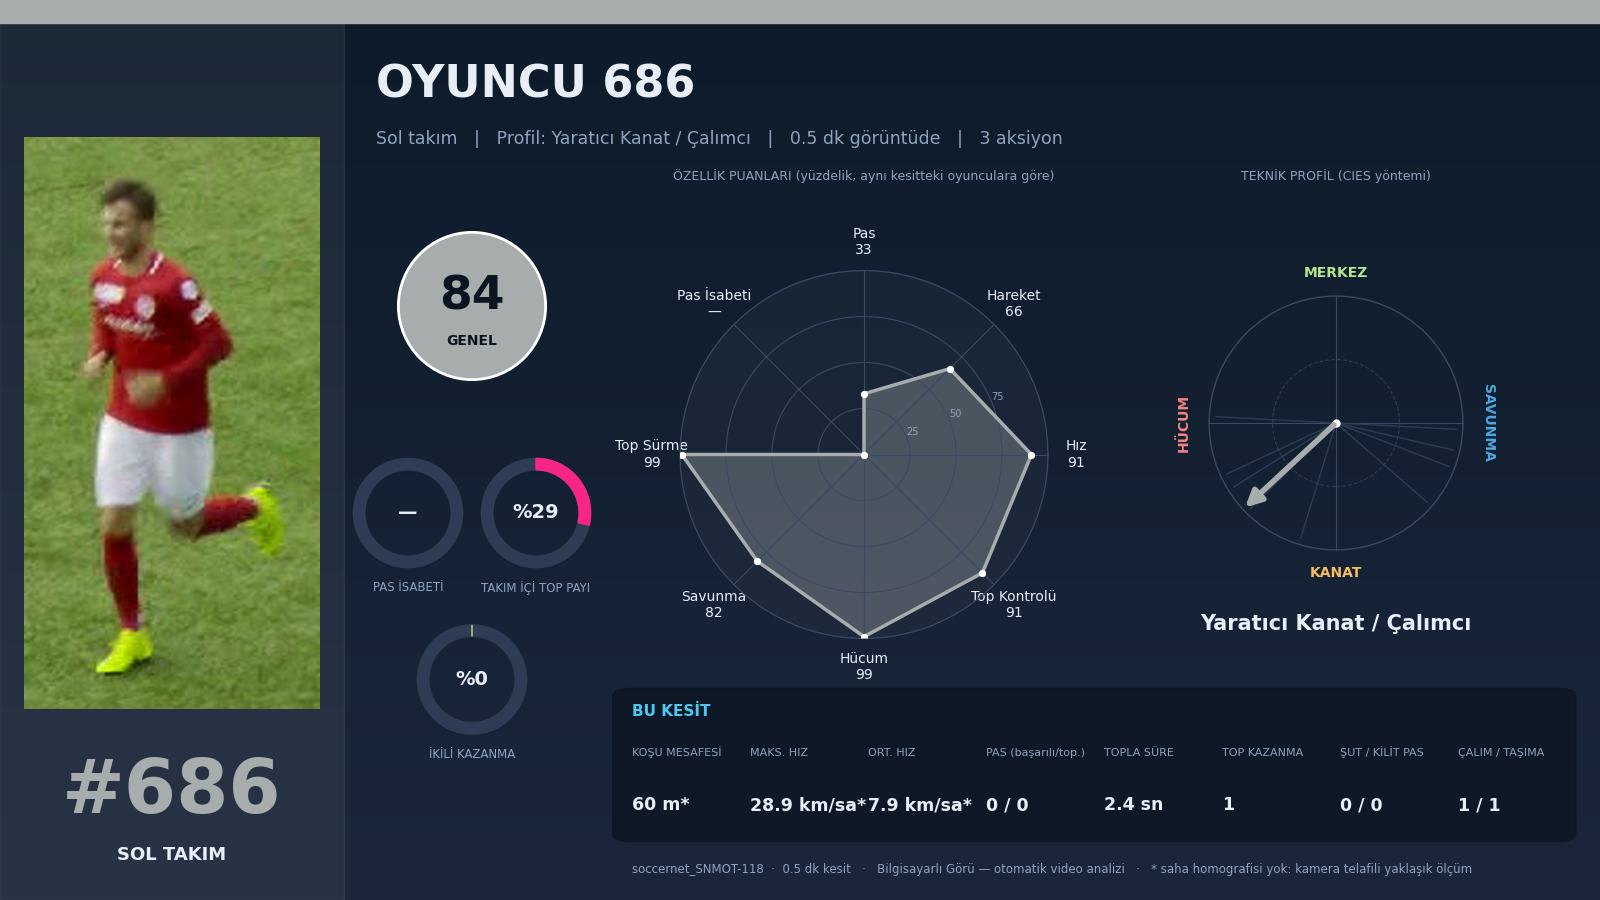 OYUNCU 686
Sol takım | Profil: Yaratıcı Kanat / Çalımcı | 0.5 dk görüntüde | 3 aksiyon
ÖZELLİK PUANLARI (yüzdelik, aynı kesitteki oyunculara göre)
TEKNİK PROFİL (CIES yöntemi)
84
GENEL
Pas
33
Hareket
66
Hız
91
Top Kontrolü
91
Hücum
99
Savunma
82
Top Sürme
99
Pas İsabeti
—
25
50
75
MERKEZ
HÜCUM
SAVUNMA
KANAT
Yaratıcı Kanat / Çalımcı
—
PAS İSABETİ
%29
TAKIM İÇİ TOP PAYI
%0
İKİLİ KAZANMA
#686
SOL TAKIM
BU KESİT
KOŞU MESAFESİ MAKS. HIZ ORT. HIZ PAS (başarılı/top.) TOPLA SÜRE TOP KAZANMA ŞUT / KİLİT PAS ÇALIM / TAŞIMA
60 m* 28.9 km/sa* 7.9 km/sa* 0 / 0 2.4 sn 1 0 / 0 1 / 1
soccernet_SNMOT-118 · 0.5 dk kesit · Bilgisayarlı Görü — otomatik video analizi · * saha homografisi yok: kamera telafili yaklaşık ölçüm